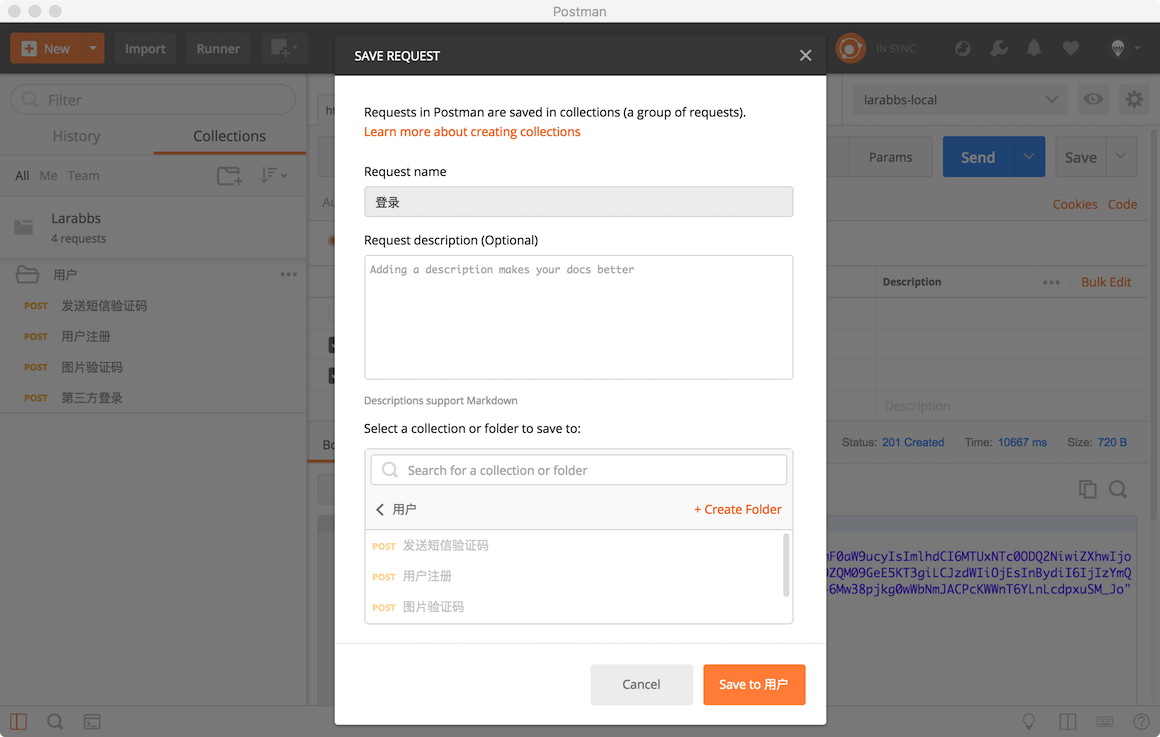 Postman
New
Import
Runner
IN SYNC
SAVE REQUEST
Filter
larabbs-local
History
Collections
Requests in Postman are saved in collections (a group of requests).
Learn more about creating collections
Params
Send
Save
All Me Team
Request name
登录
Cookies Code
Larabbs
4 requests
Request description (Optional)
Adding a description makes your docs better
用户
Description
Bulk Edit
POST 发送短信验证码
POST 用户注册
POST 图片验证码
POST 第三方登录
Descriptions support Markdown
Description
Select a collection or folder to save to:
Status: 201 Created Time: 10667 ms Size: 720 B
Search for a collection or folder
用户
+ Create Folder
POST 发送短信验证码
POST 用户注册
POST 图片验证码
Cancel
Save to 用户